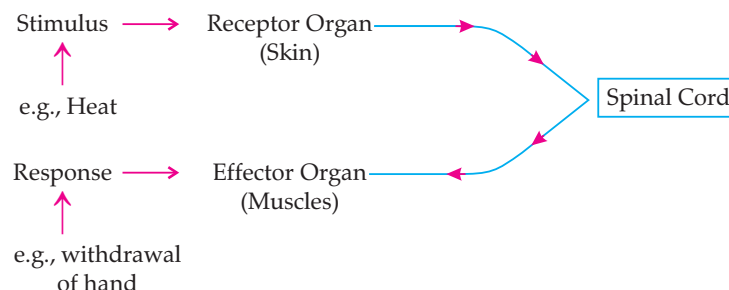 Stimulus
Receptor Organ
(Skin)
e.g., Heat
Spinal Cord
Response
Effector Organ
(Muscles)
e.g., withdrawal
of hand